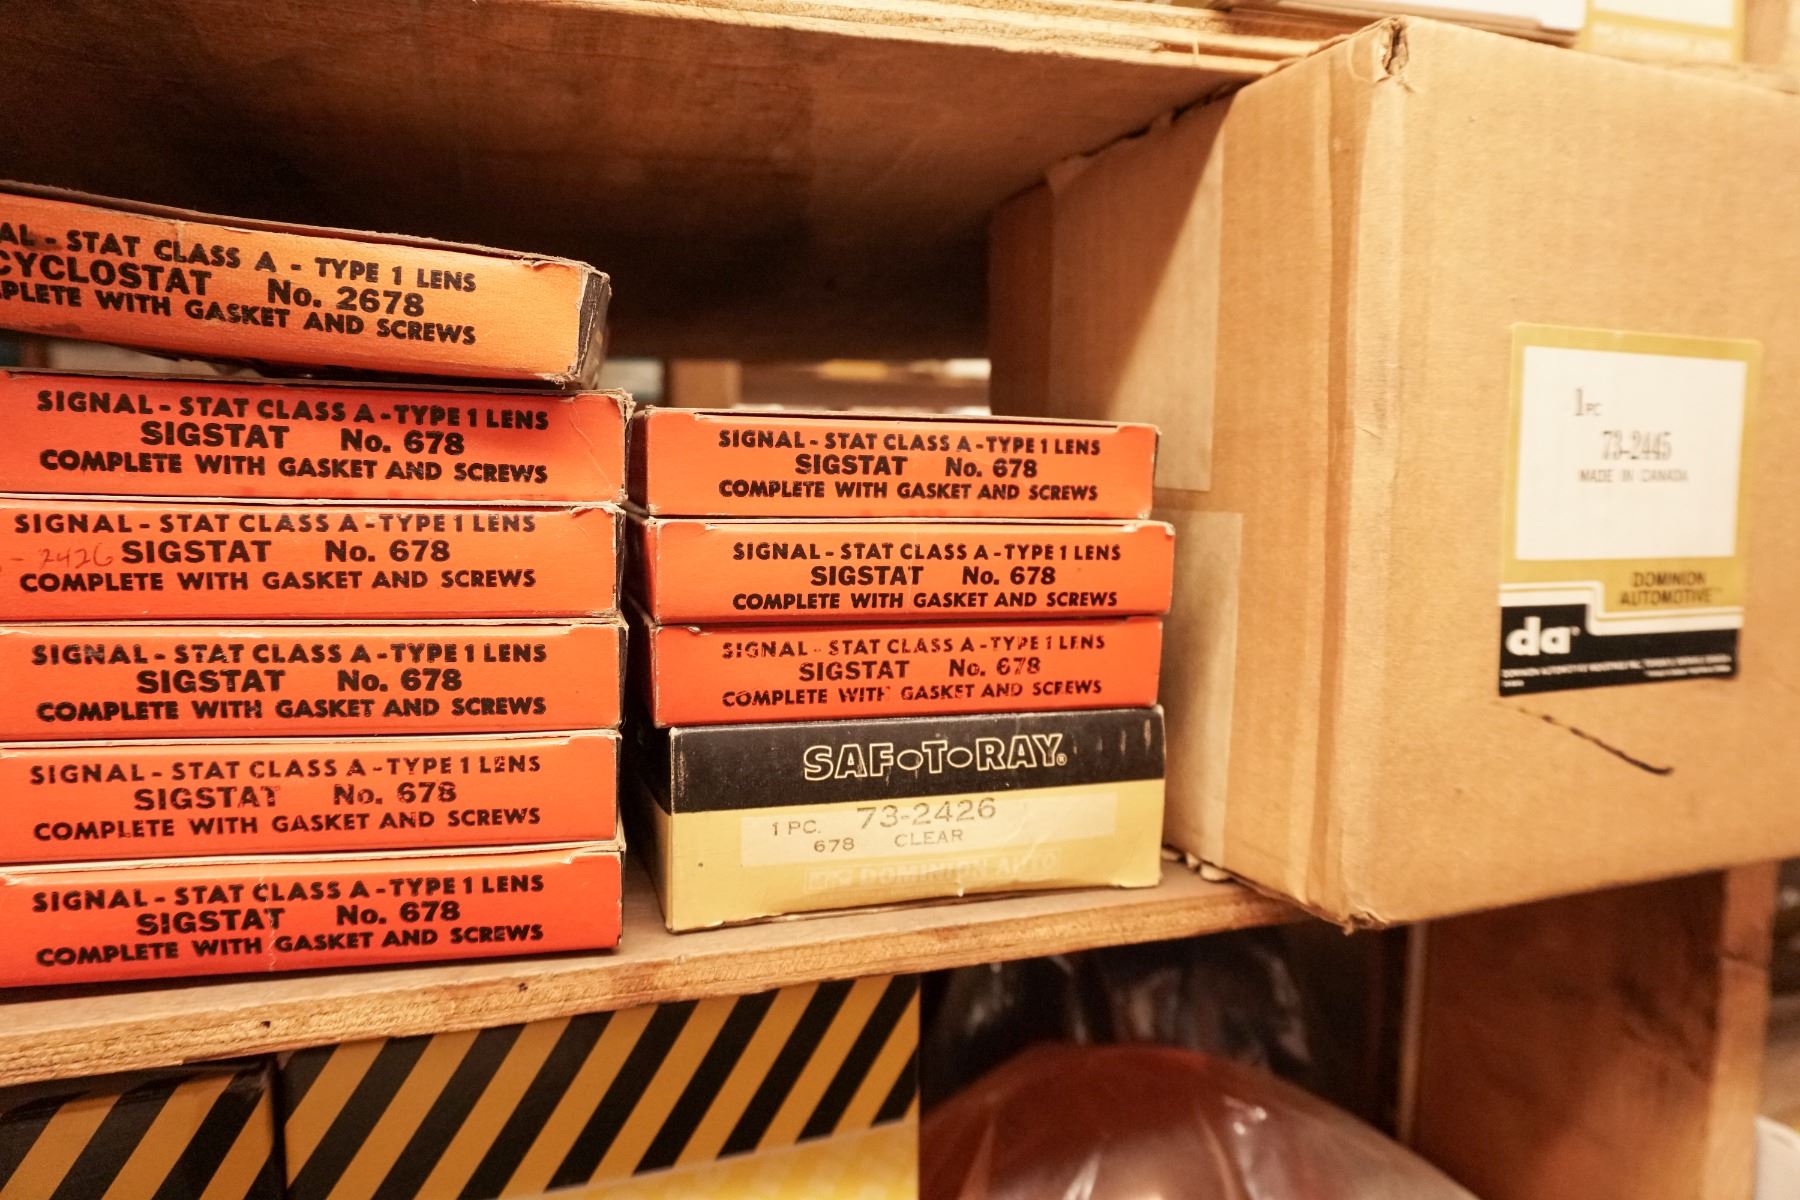 AL - STAT CLASS A - TYPE 1 LENS
CYCLOSTAT No. 2678
PLETE WITH GASKET AND SCREWS
SIGNAL - STAT CLASS A - TYPE 1 LENS
SIGSTAT No. 678
COMPLETE WITH GASKET AND SCREWS
SIGNAL - STAT CLASS A - TYPE 1 LENS
- 2426 SIGSTAT No. 678
COMPLETE WITH GASKET AND SCREWS
SIGNAL - STAT CLASS A - TYPE 1 LENS
SIGSTAT No. 678
COMPLETE WITH GASKET AND SCREWS
SIGNAL - STAT CLASS A - TYPE 1 LENS
SIGSTAT No. 678
COMPLETE WITH GASKET AND SCREWS
SIGNAL - STAT CLASS A - TYPE 1 LENS
SIGSTAT No. 678
COMPLETE WITH GASKET AND SCREWS
SIGNAL - STAT CLASS A - TYPE 1 LENS
SIGSTAT No. 678
COMPLETE WITH GASKET AND SCREWS
SIGNAL - STAT CLASS A - TYPE 1 LENS
SIGSTAT No. 678
COMPLETE WITH GASKET AND SCREWS
SIGNAL - STAT CLASS A - TYPE 1 LENS
SIGSTAT No. 678
COMPLETE WITH GASKET AND SCREWS
SAF•T•RAY®
1 PC. 73-2426
678 CLEAR
DOMINION AUTO
1 PC
73-2445
MADE IN CANADA
DOMINION
AUTOMOTIVE
da
DOMINION AUTOMOTIVE INDUSTRIES INC.